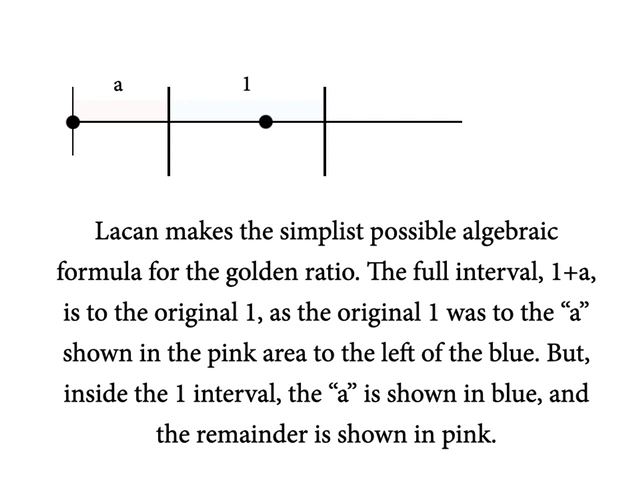 a 1
Lacan makes the simplist possible algebraic
formula for the golden ratio. The full interval, 1+a,
is to the original 1, as the original 1 was to the “a”
shown in the pink area to the left of the blue. But,
inside the 1 interval, the “a” is shown in blue, and
the remainder is shown in pink.